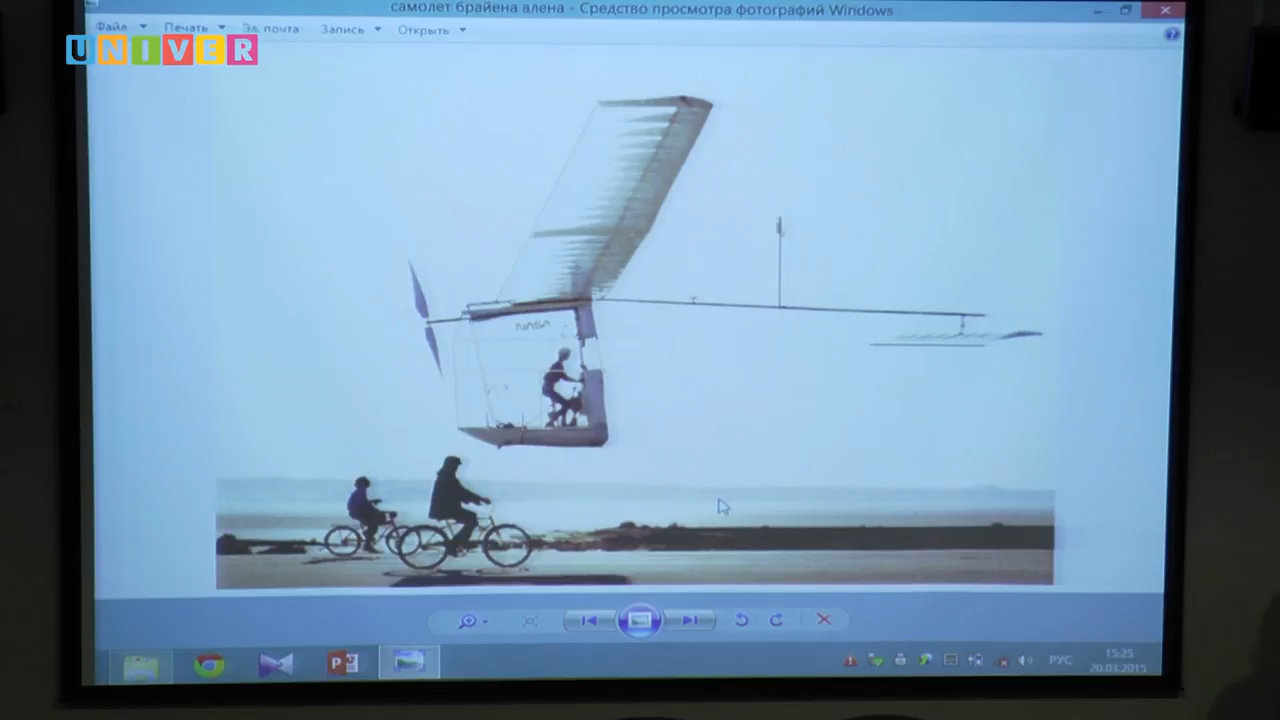 самолет брайена алена - Средство просмотра фотографий Windows
Файл Печать Эл. почта Запись Открыть
UNIVER
NASA
РУС
15:25
20.03.2015